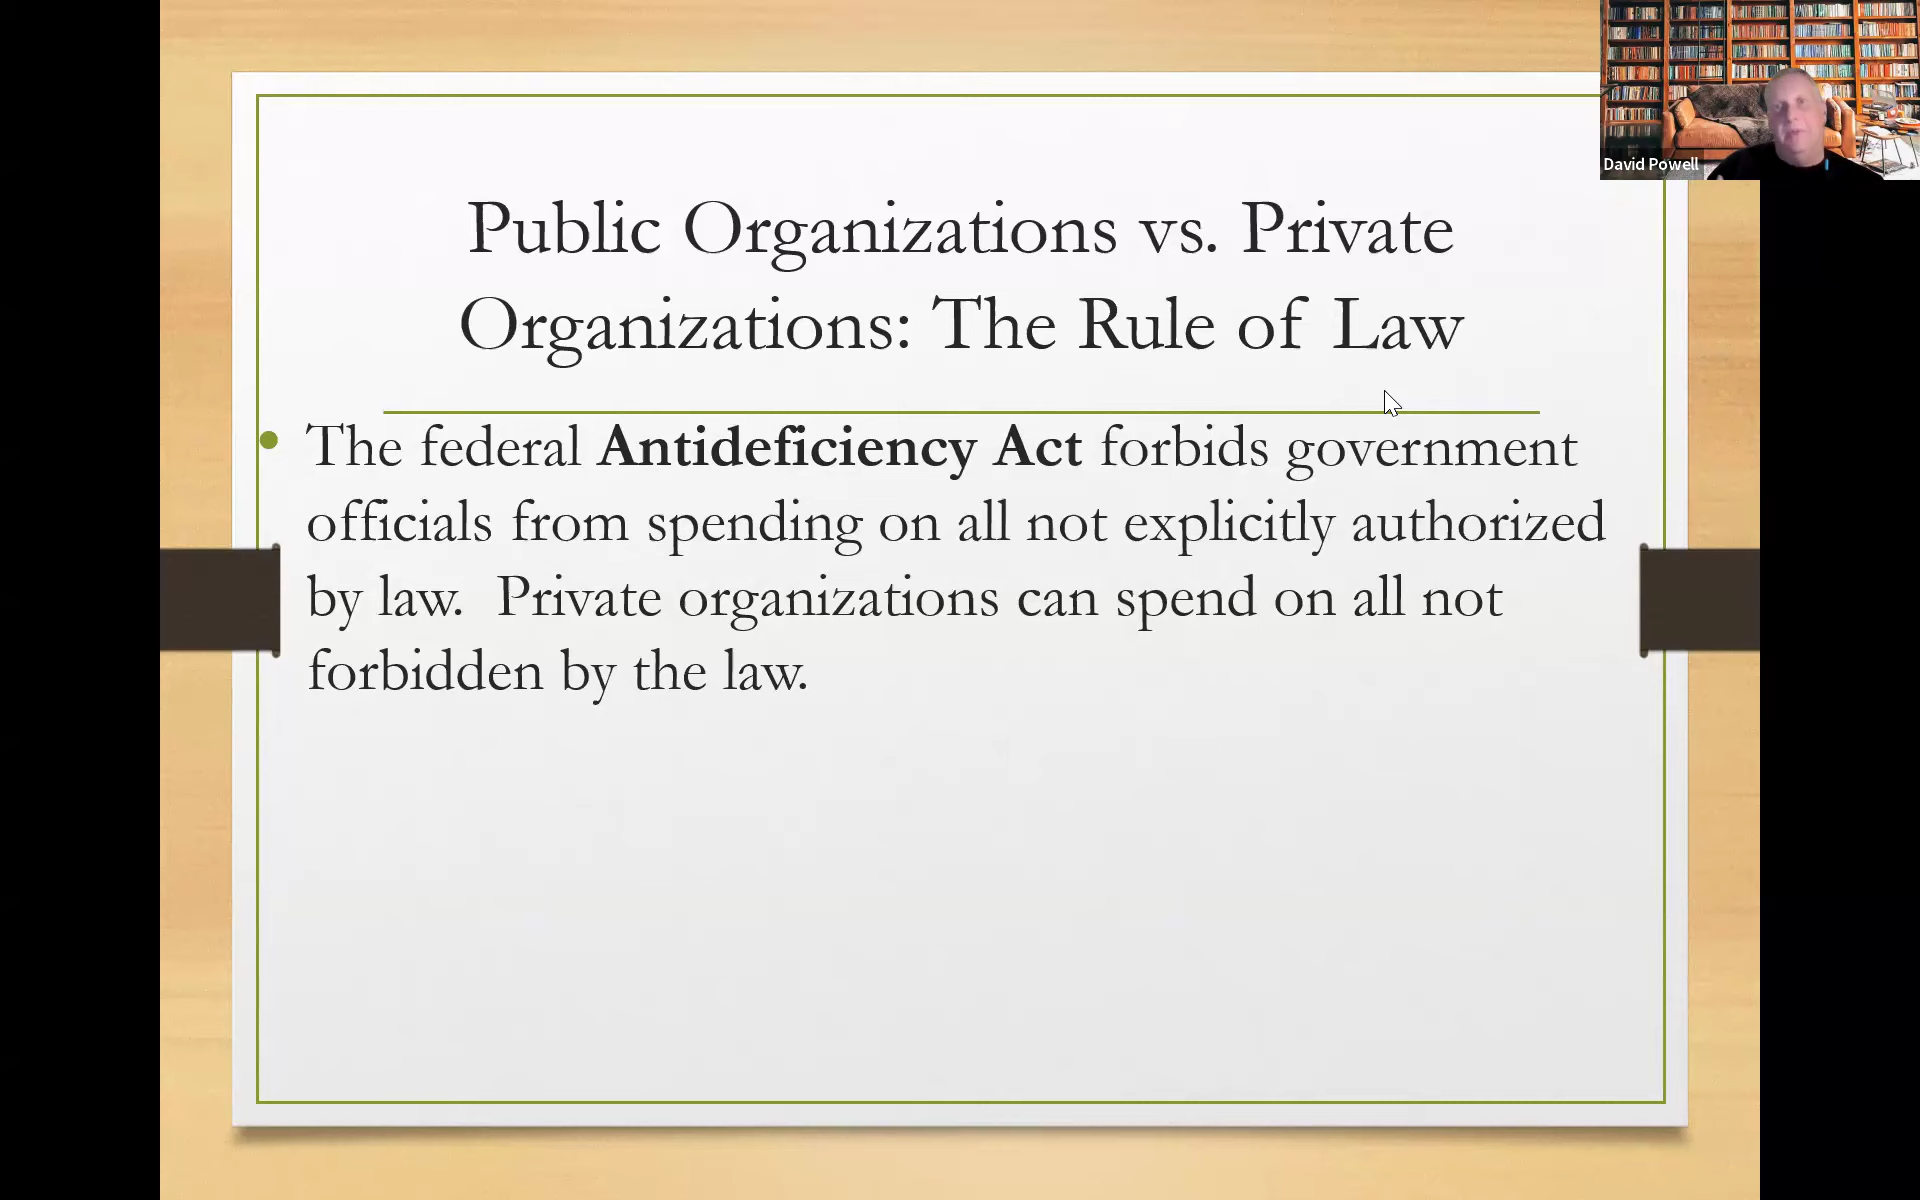 David Powell
Public Organizations vs. Private
Organizations: The Rule of Law
• The federal Antideficiency Act forbids government
officials from spending on all not explicitly authorized
by law.  Private organizations can spend on all not
forbidden by the law.